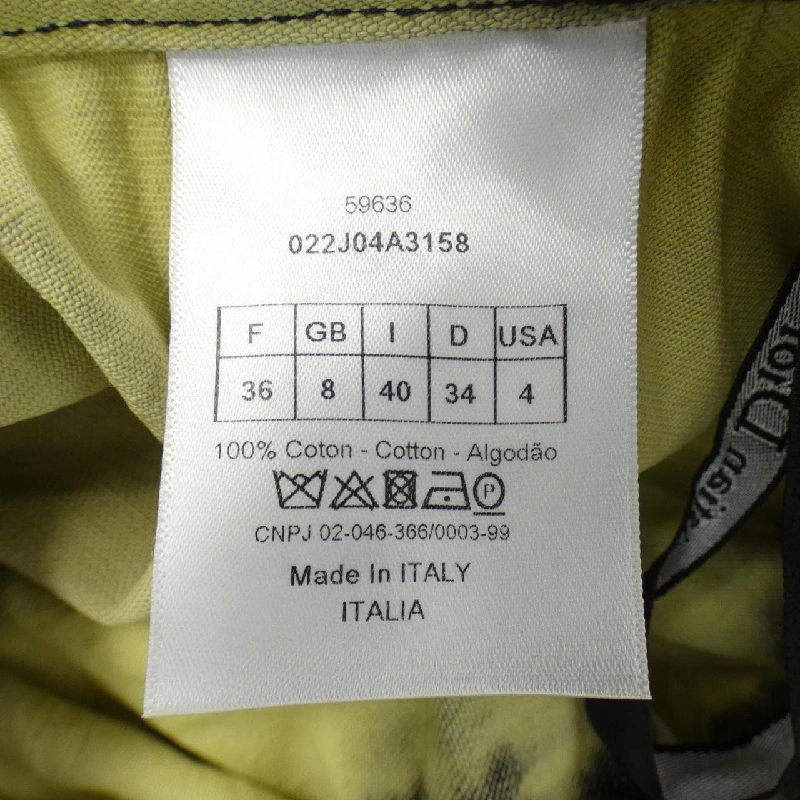 59636
022J04A3158
F GB I D USA
36 8 40 34 4
100% Coton - Cotton - Algodão
P
CNPJ 02-046-366/0003-99
Made In ITALY
ITALIA
Dior